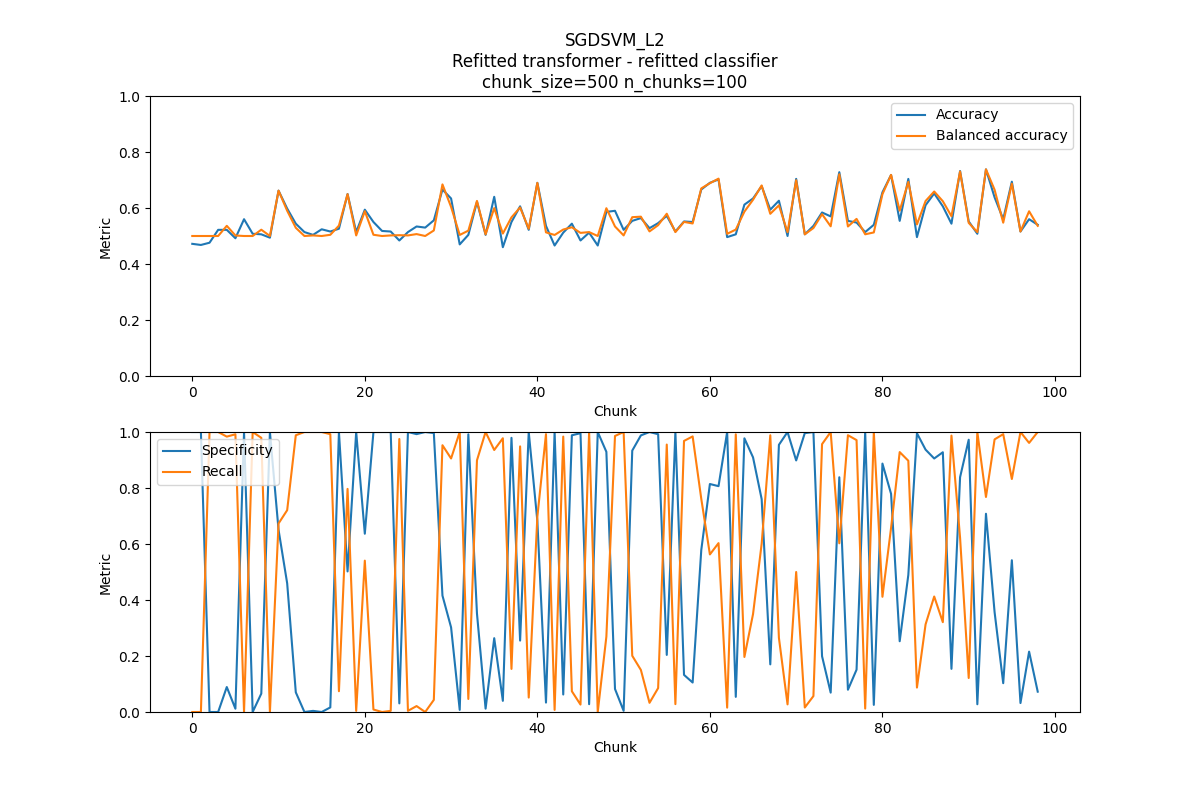 SGDSVM_L2
Refitted transformer - refitted classifier
chunk_size=500 n_chunks=100
1.0
0.8
0.6
0.4
0.2
0.0
Metric
Accuracy
Balanced accuracy
0 20 40 60 80 100
Chunk
1.0
0.8
0.6
0.4
0.2
0.0
Metric
Specificity
Recall
0 20 40 60 80 100
Chunk